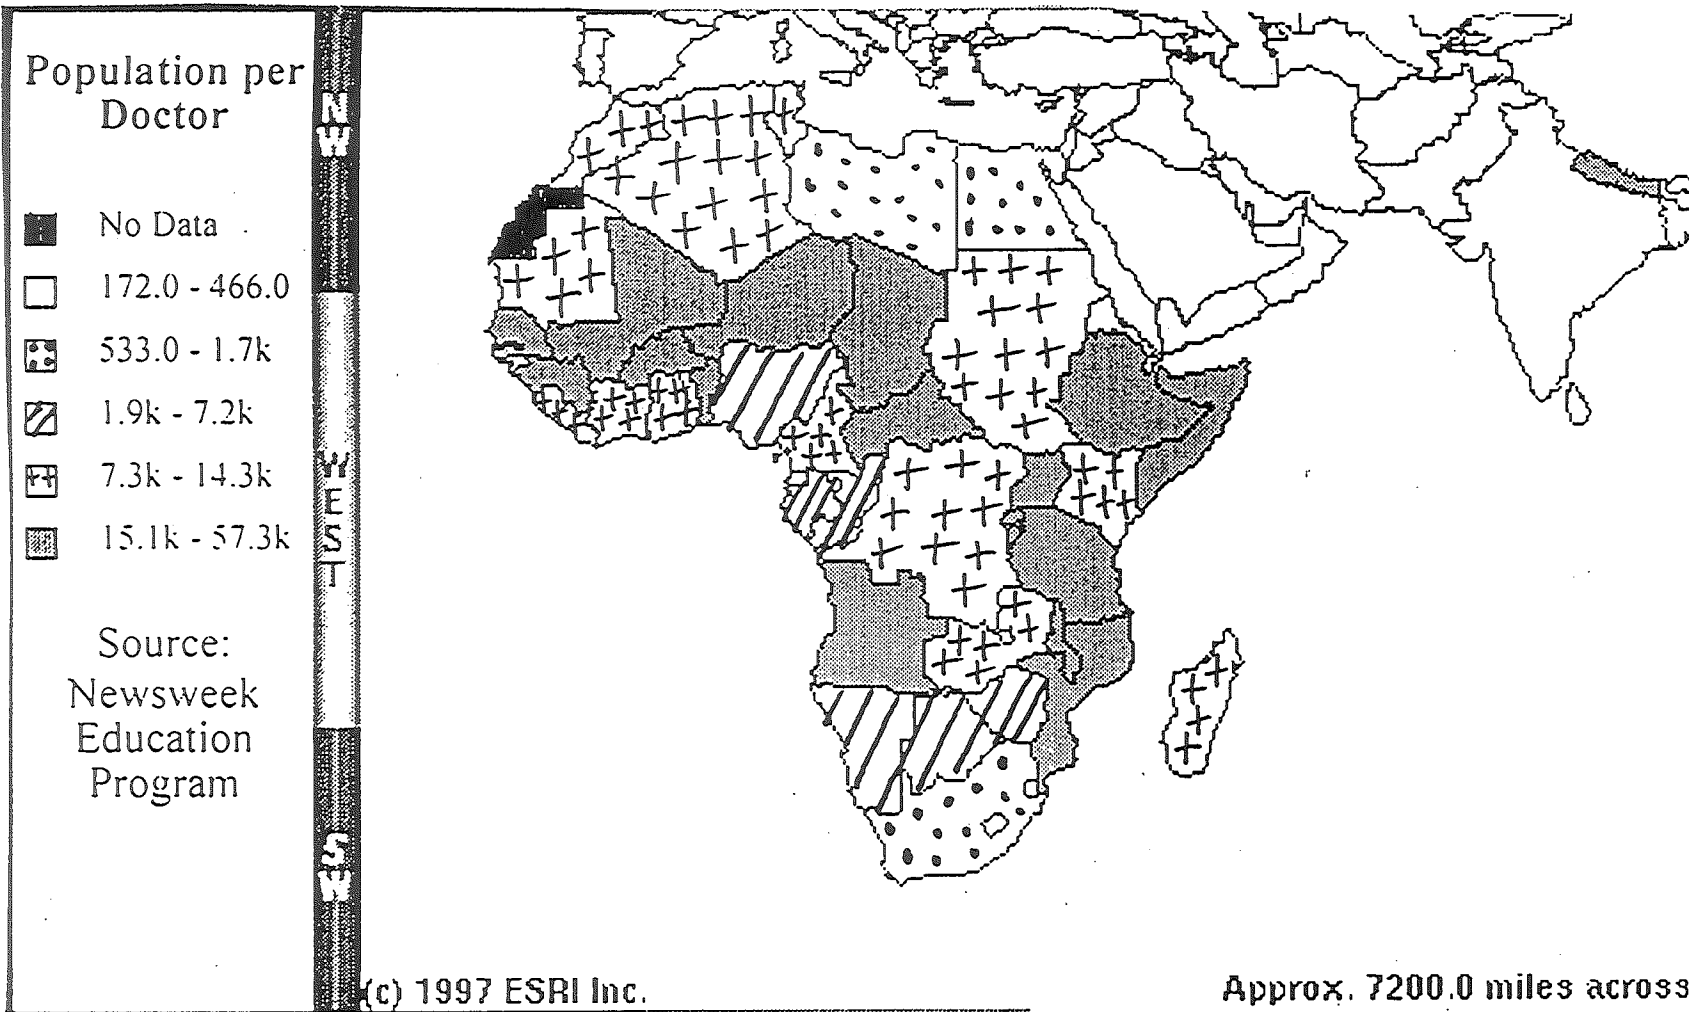 Population per
Doctor
No Data
172.0 - 466.0
533.0 - 1.7k
1.9k - 7.2k
7.3k - 14.3k
15.1k - 57.3k
Source:
Newsweek
Education
Program
N
W
W
E
S
T
S
W
(c) 1997 ESRI Inc.
Approx. 7200.0 miles across